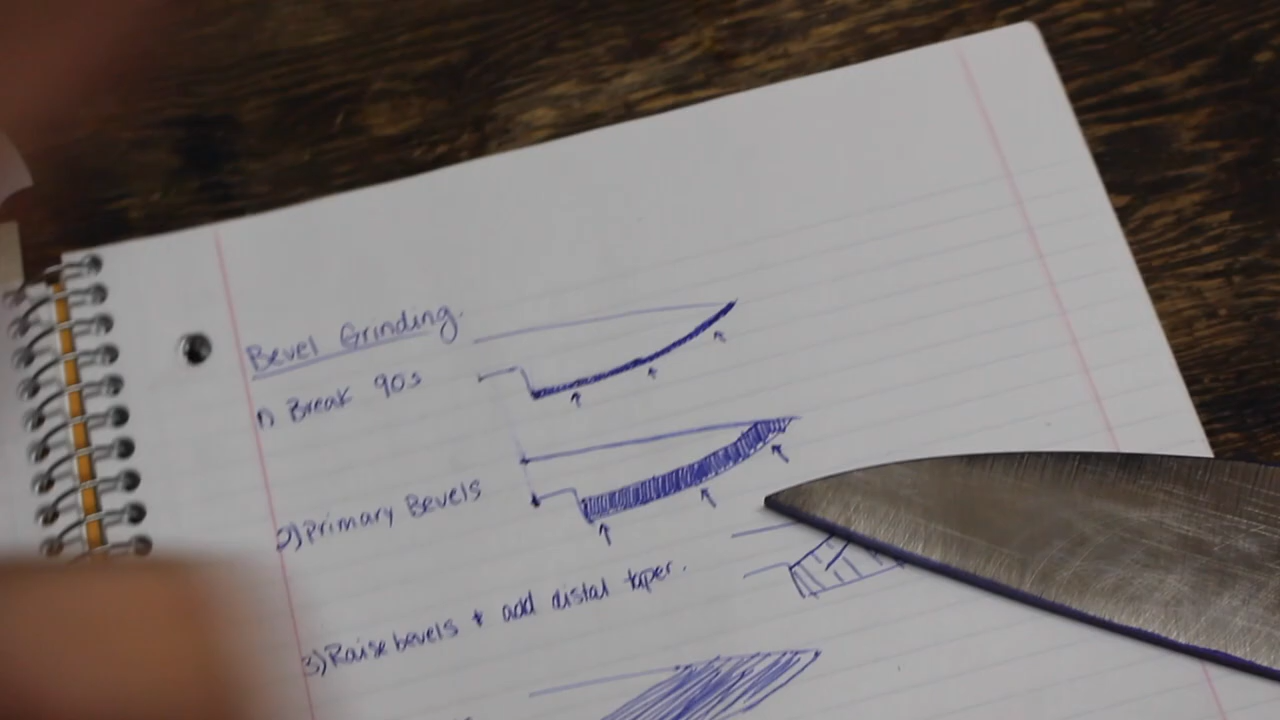 Bevel Grinding.
1) Break 90s
2) Primary Bevels
3) Raise bevels + add distal taper.